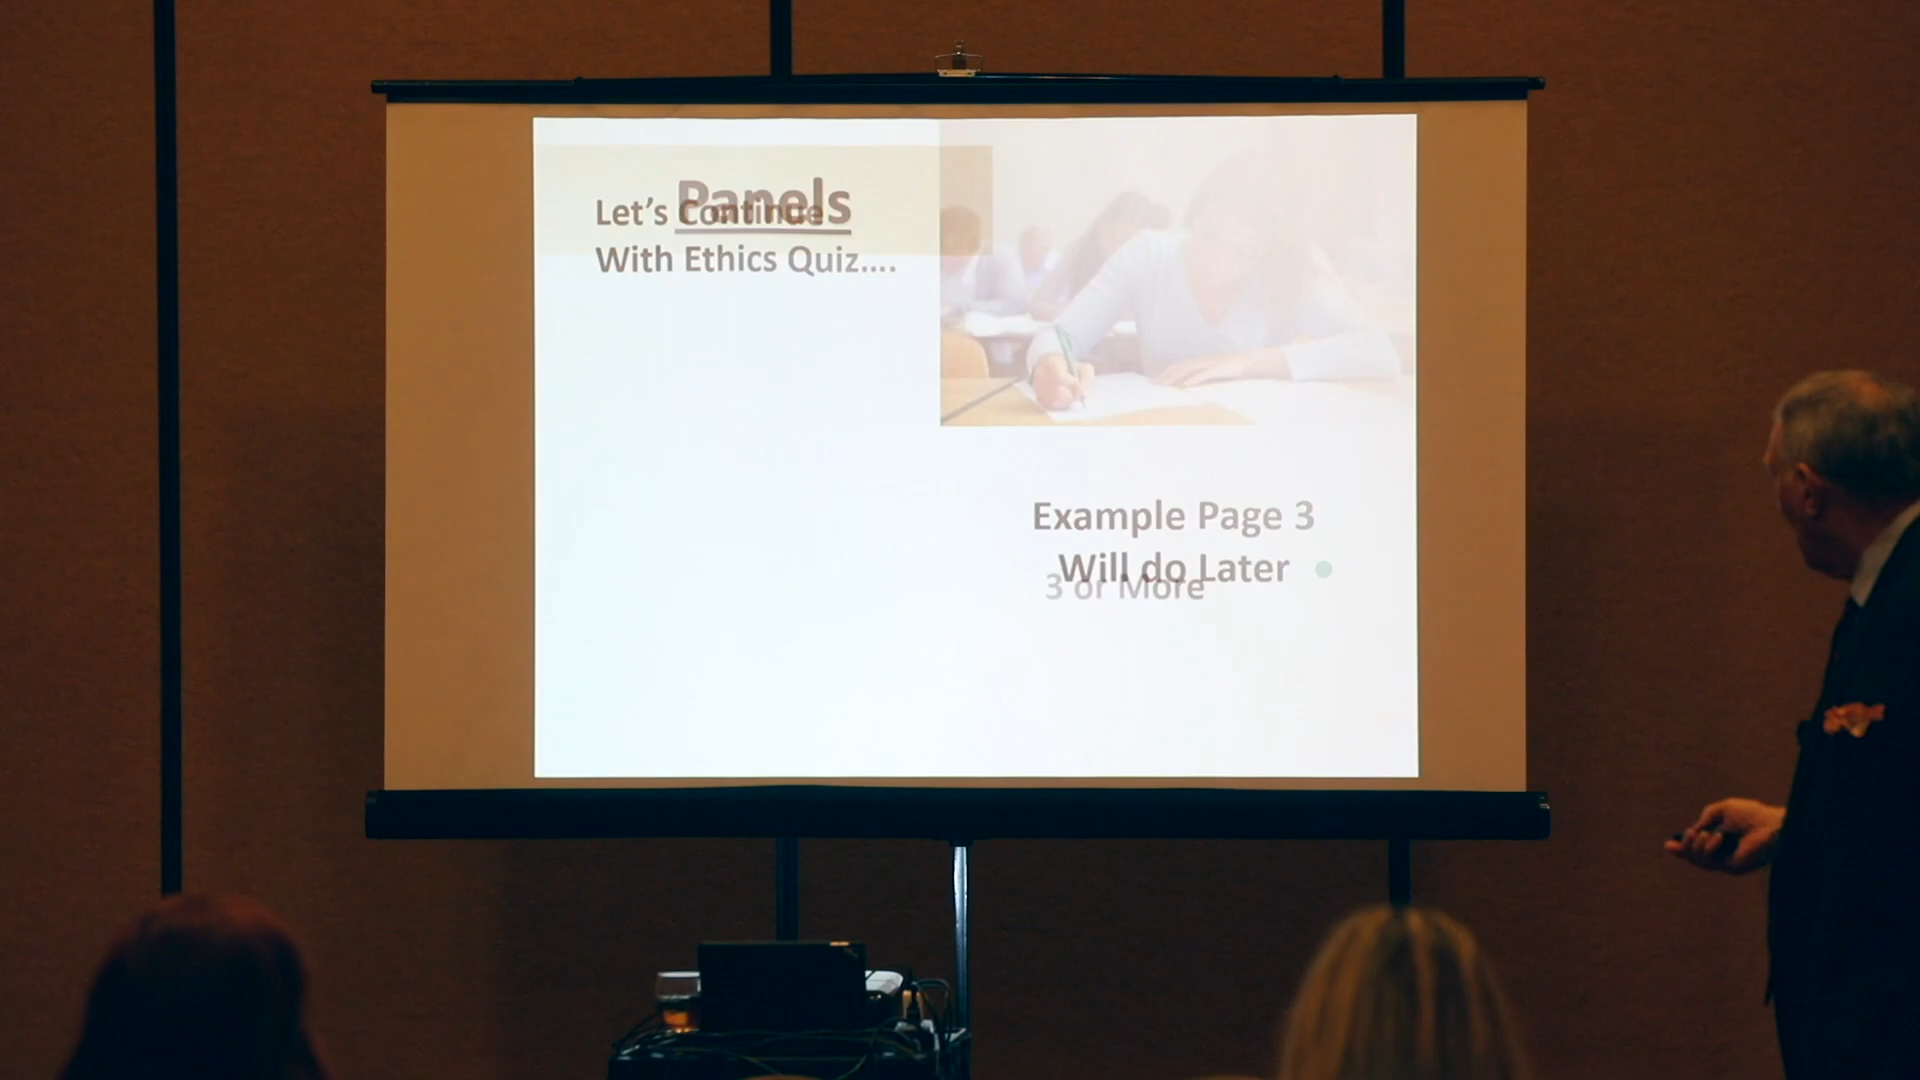 Panels
Let's Continue
With Ethics Quiz....
Example Page 3
Will do Later
3 or More